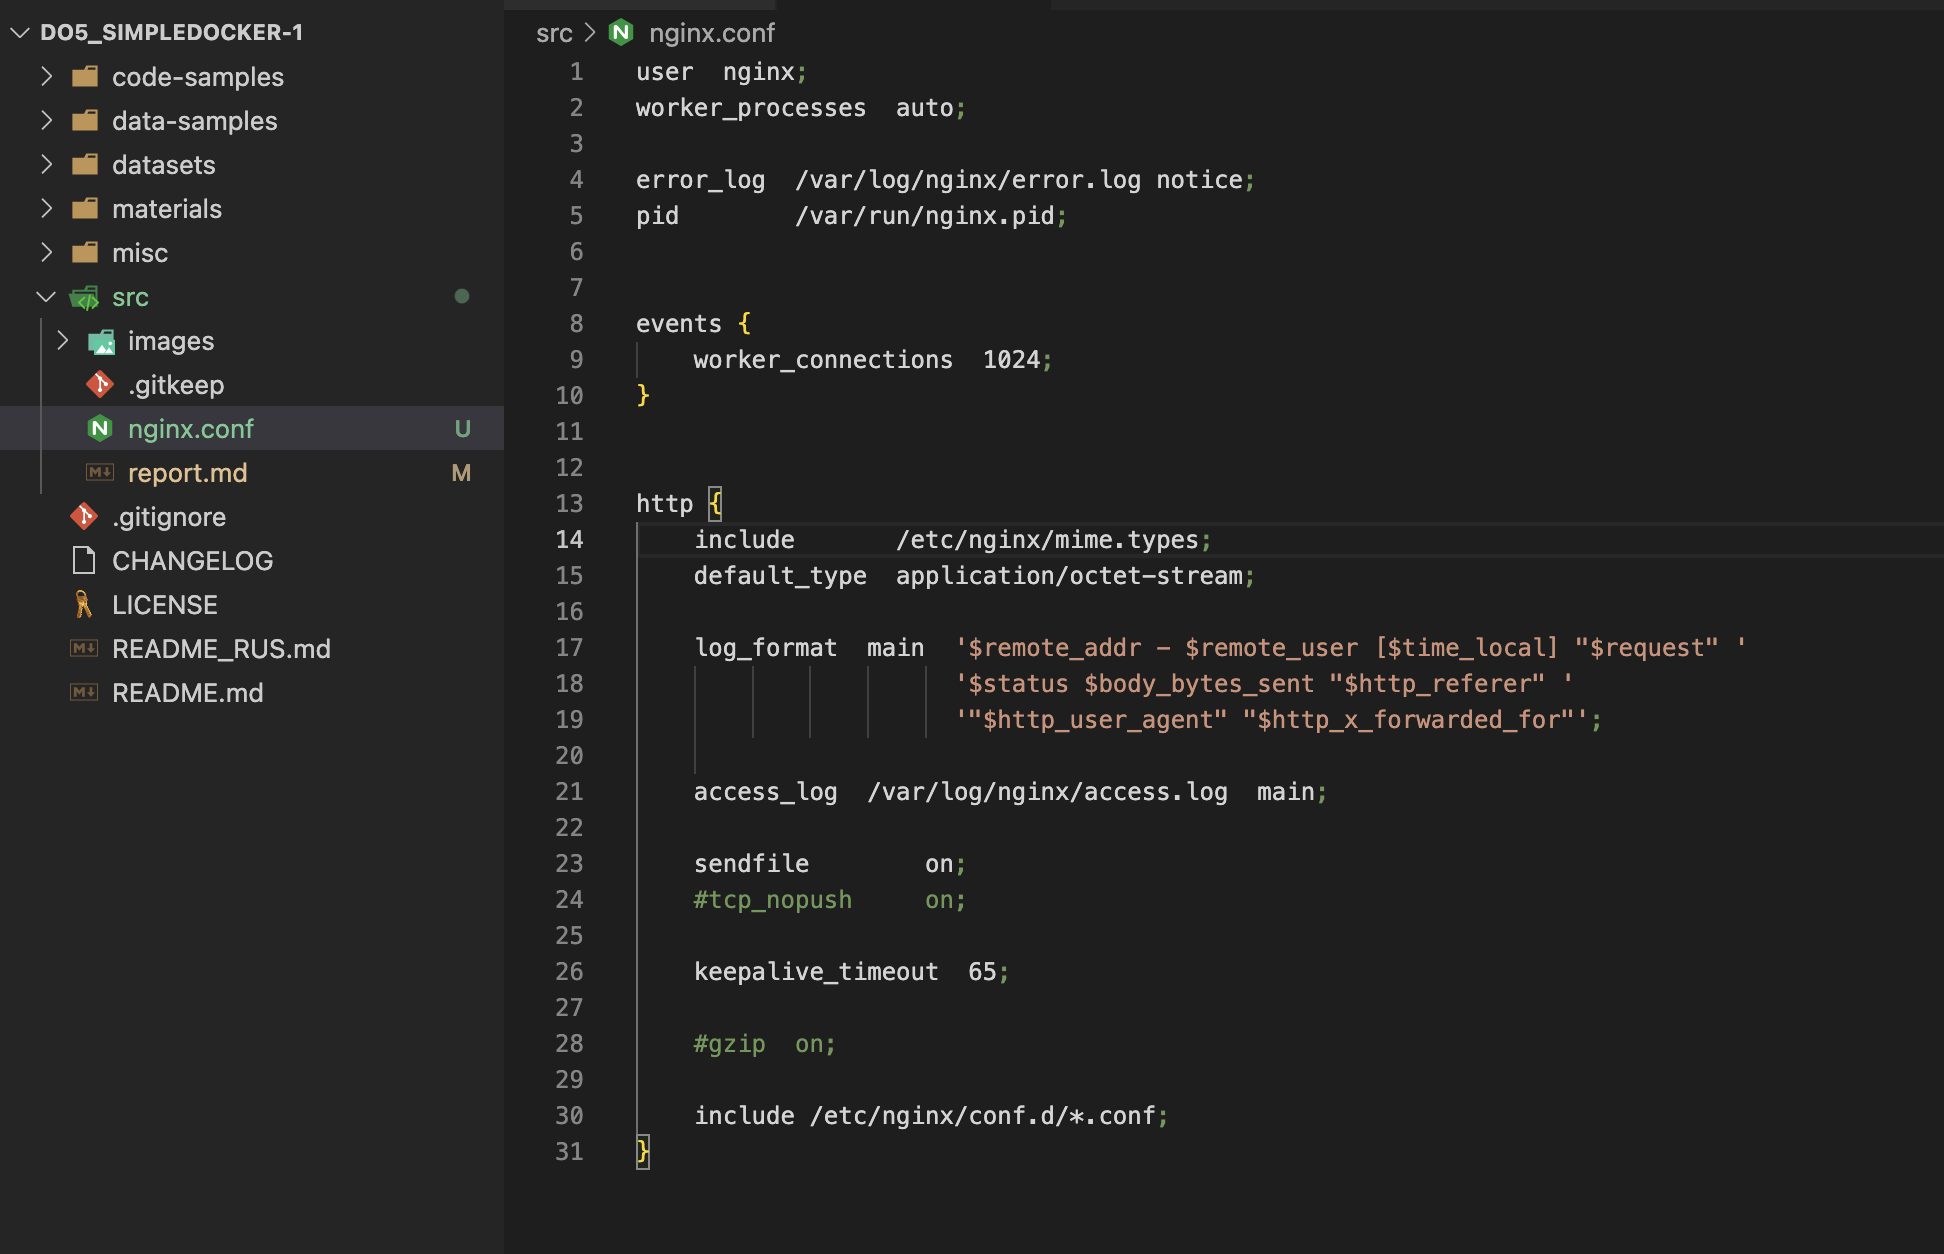 DO5_SIMPLEDOCKER-1
code-samples
data-samples
datasets
materials
misc
src
images
.gitkeep
nginx.conf U
report.md M
.gitignore
CHANGELOG
LICENSE
README_RUS.md
README.md
src > nginx.conf
1 user  nginx;
2 worker_processes  auto;
3
4 error_log  /var/log/nginx/error.log notice;
5 pid        /var/run/nginx.pid;
6
7
8 events {
9     worker_connections  1024;
10 }
11
12
13 http {
14     include       /etc/nginx/mime.types;
15     default_type  application/octet-stream;
16
17     log_format  main  '$remote_addr - $remote_user [$time_local] "$request" '
18                       '$status $body_bytes_sent "$http_referer" '
19                       '"$http_user_agent" "$http_x_forwarded_for"';
20
21     access_log  /var/log/nginx/access.log  main;
22
23     sendfile        on;
24     #tcp_nopush     on;
25
26     keepalive_timeout  65;
27
28     #gzip  on;
29
30     include /etc/nginx/conf.d/*.conf;
31 }